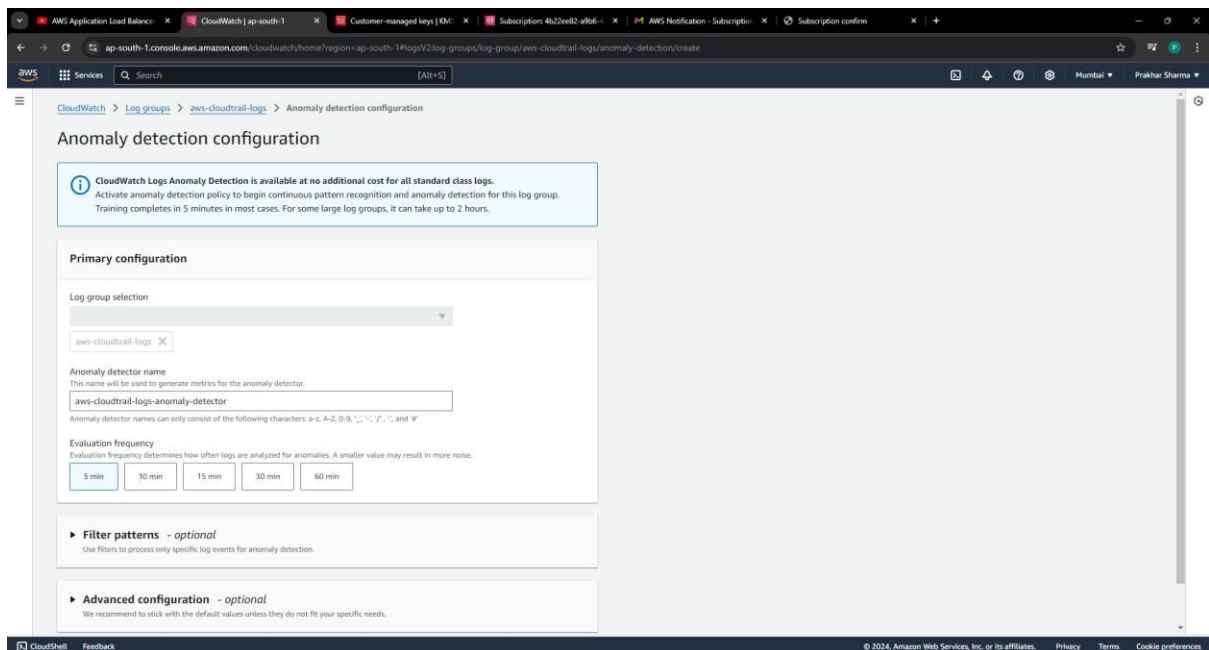 AWS Application Load Balancer
CloudWatch | ap-south-1
Customer-managed keys | KMS
Subscription: 4b22ee82-a9b6-4
AWS Notification - Subscription
Subscription confirm
ap-south-1.console.aws.amazon.com/cloudwatch/home?region=ap-south-1#logsV2:log-groups/log-group/aws-cloudtrail-logs/anomaly-detection/create
aws
Services
Search
[Alt+S]
Mumbai
Prakhar Sharma
CloudWatch > Log groups > aws-cloudtrail-logs > Anomaly detection configuration
Anomaly detection configuration
CloudWatch Logs Anomaly Detection is available at no additional cost for all standard class logs.
Activate anomaly detection policy to begin continuous pattern recognition and anomaly detection for this log group.
Training completes in 5 minutes in most cases. For some large log groups, it can take up to 2 hours.
Primary configuration
Log group selection
aws-cloudtrail-logs
Anomaly detector name
This name will be used to generate metrics for the anomaly detector.
aws-cloudtrail-logs-anomaly-detector
Anomaly detector names can only consist of the following characters: a-z, A-Z, 0-9, '_', '-', '/', '.', and '#'
Evaluation frequency
Evaluation frequency determines how often logs are analyzed for anomalies. A smaller value may result in more noise.
5 min
10 min
15 min
30 min
60 min
Filter patterns - optional
Use filters to process only specific log events for anomaly detection.
Advanced configuration - optional
We recommend to stick with the default values unless they do not fit your specific needs.
CloudShell
Feedback
© 2024, Amazon Web Services, Inc. or its affiliates.
Privacy
Terms
Cookie preferences